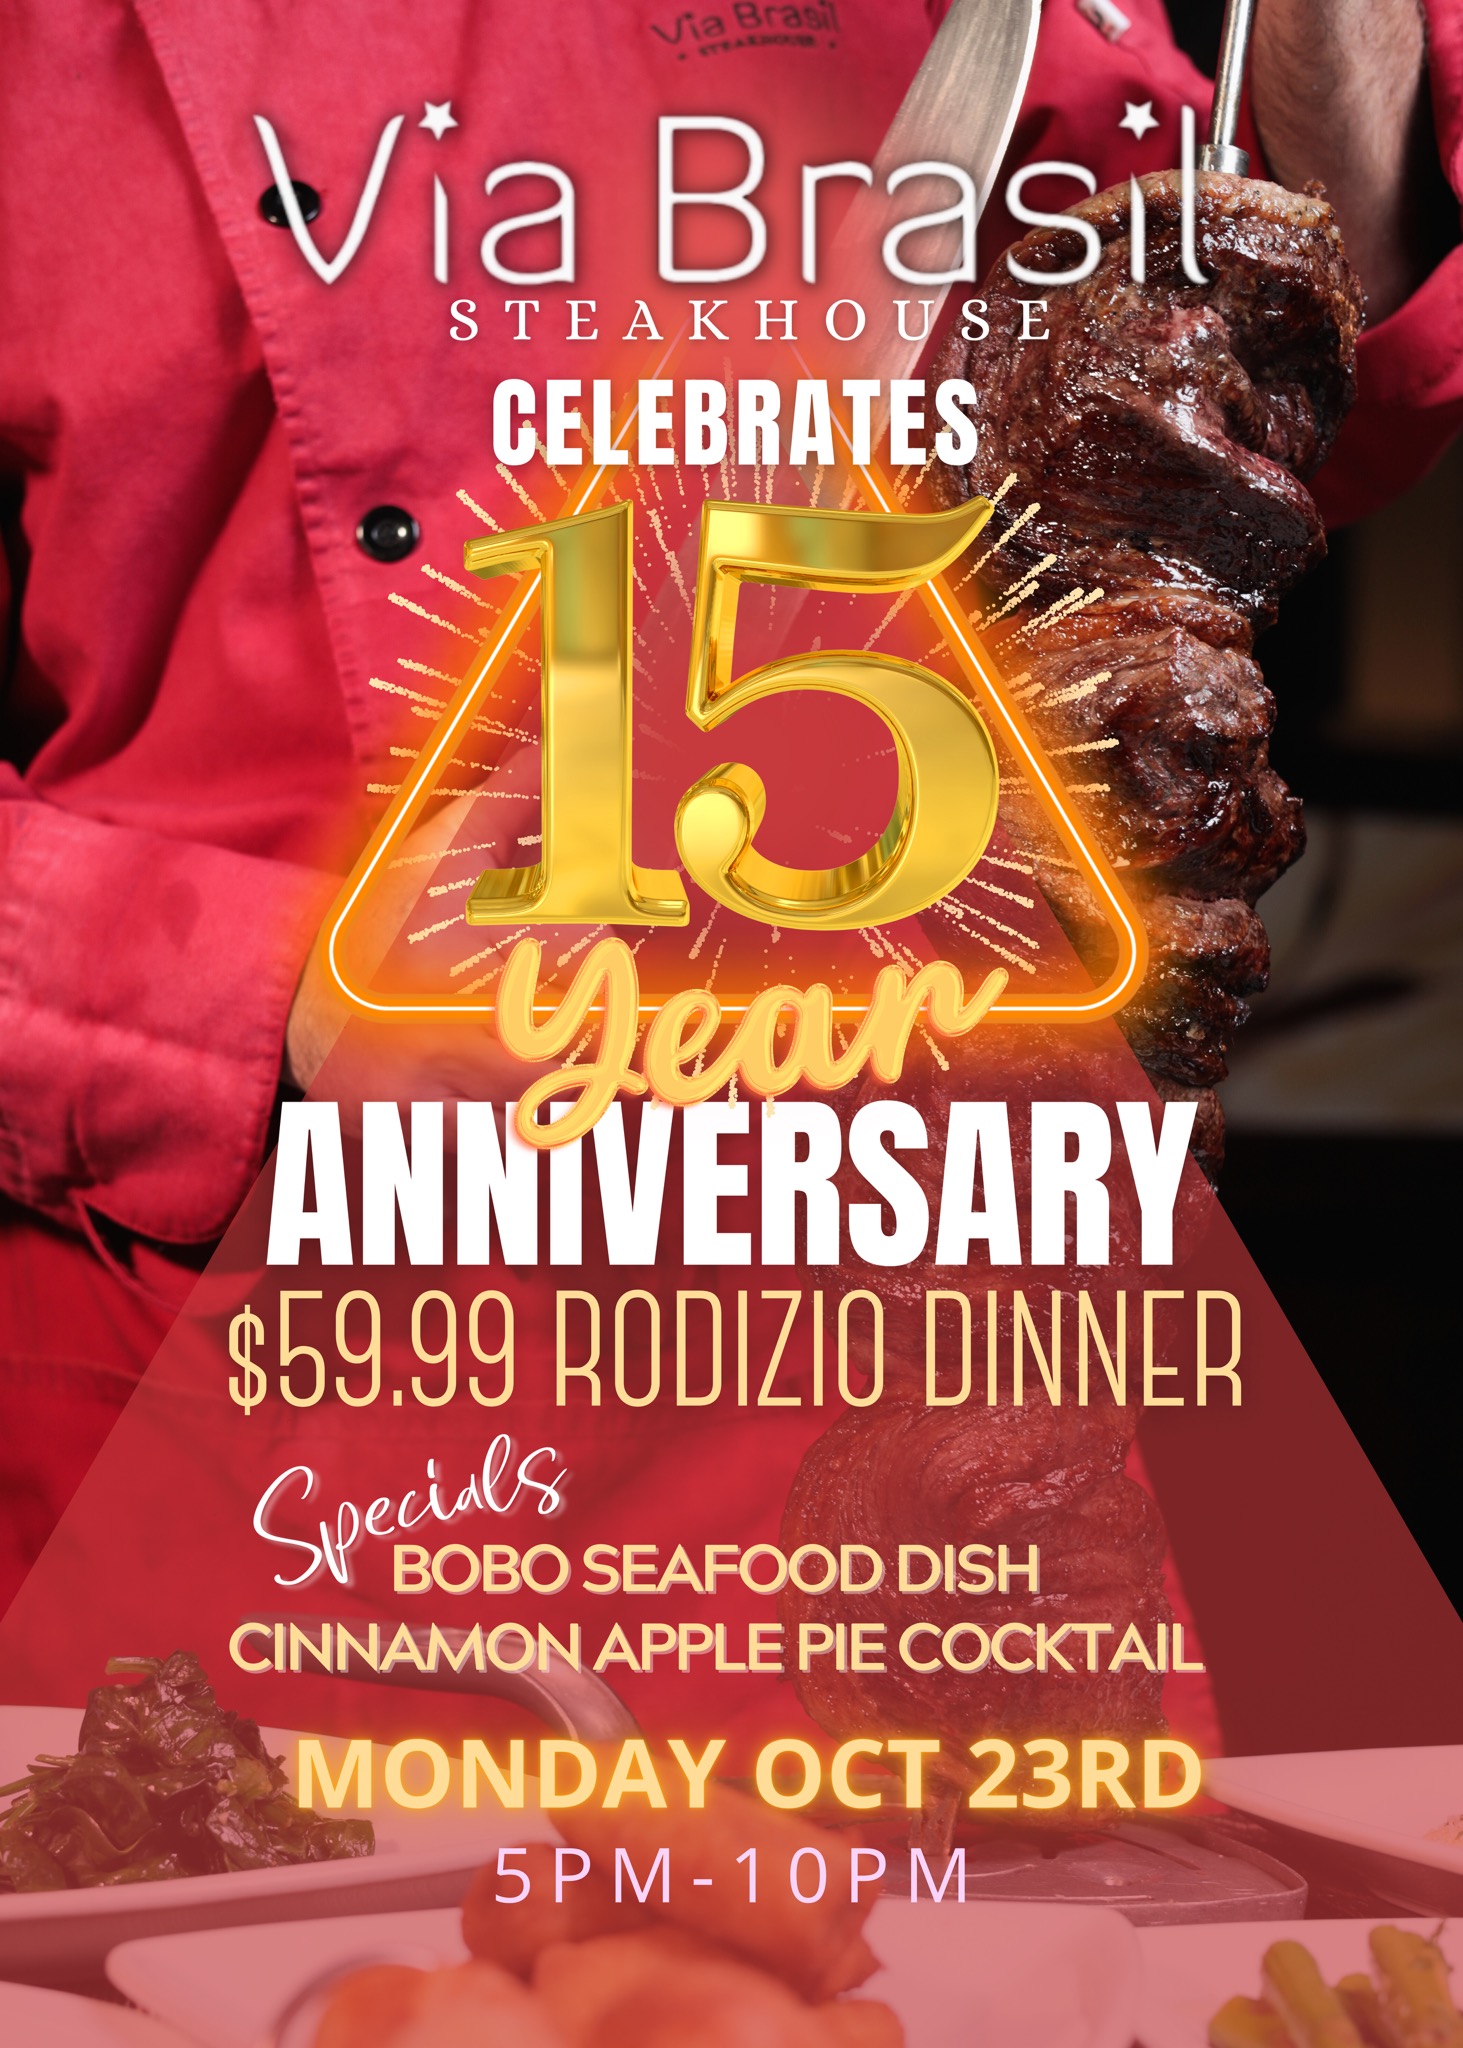 Via Brasil
STEAKHOUSE
Via Brasil
STEAKHOUSE
CELEBRATES
15
Year
ANNIVERSARY
$59.99 RODIZIO DINNER
Specials
BOBO SEAFOOD DISH
CINNAMON APPLE PIE COCKTAIL
MONDAY OCT 23RD
5PM-10PM